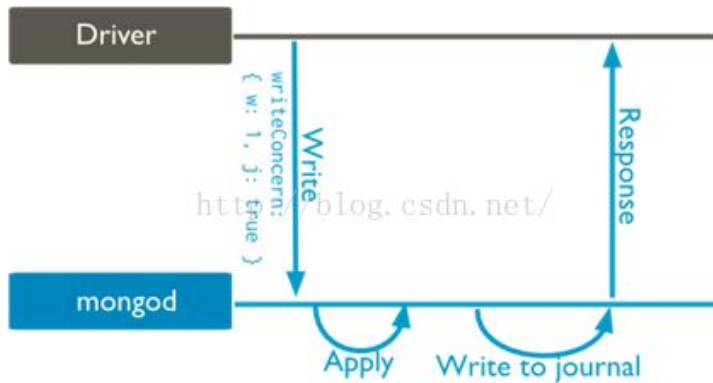 Driver
writeConcern:
{ w: 1, j: true }
Write
Response
http://blog.csdn.net/
mongod
Apply
Write to journal